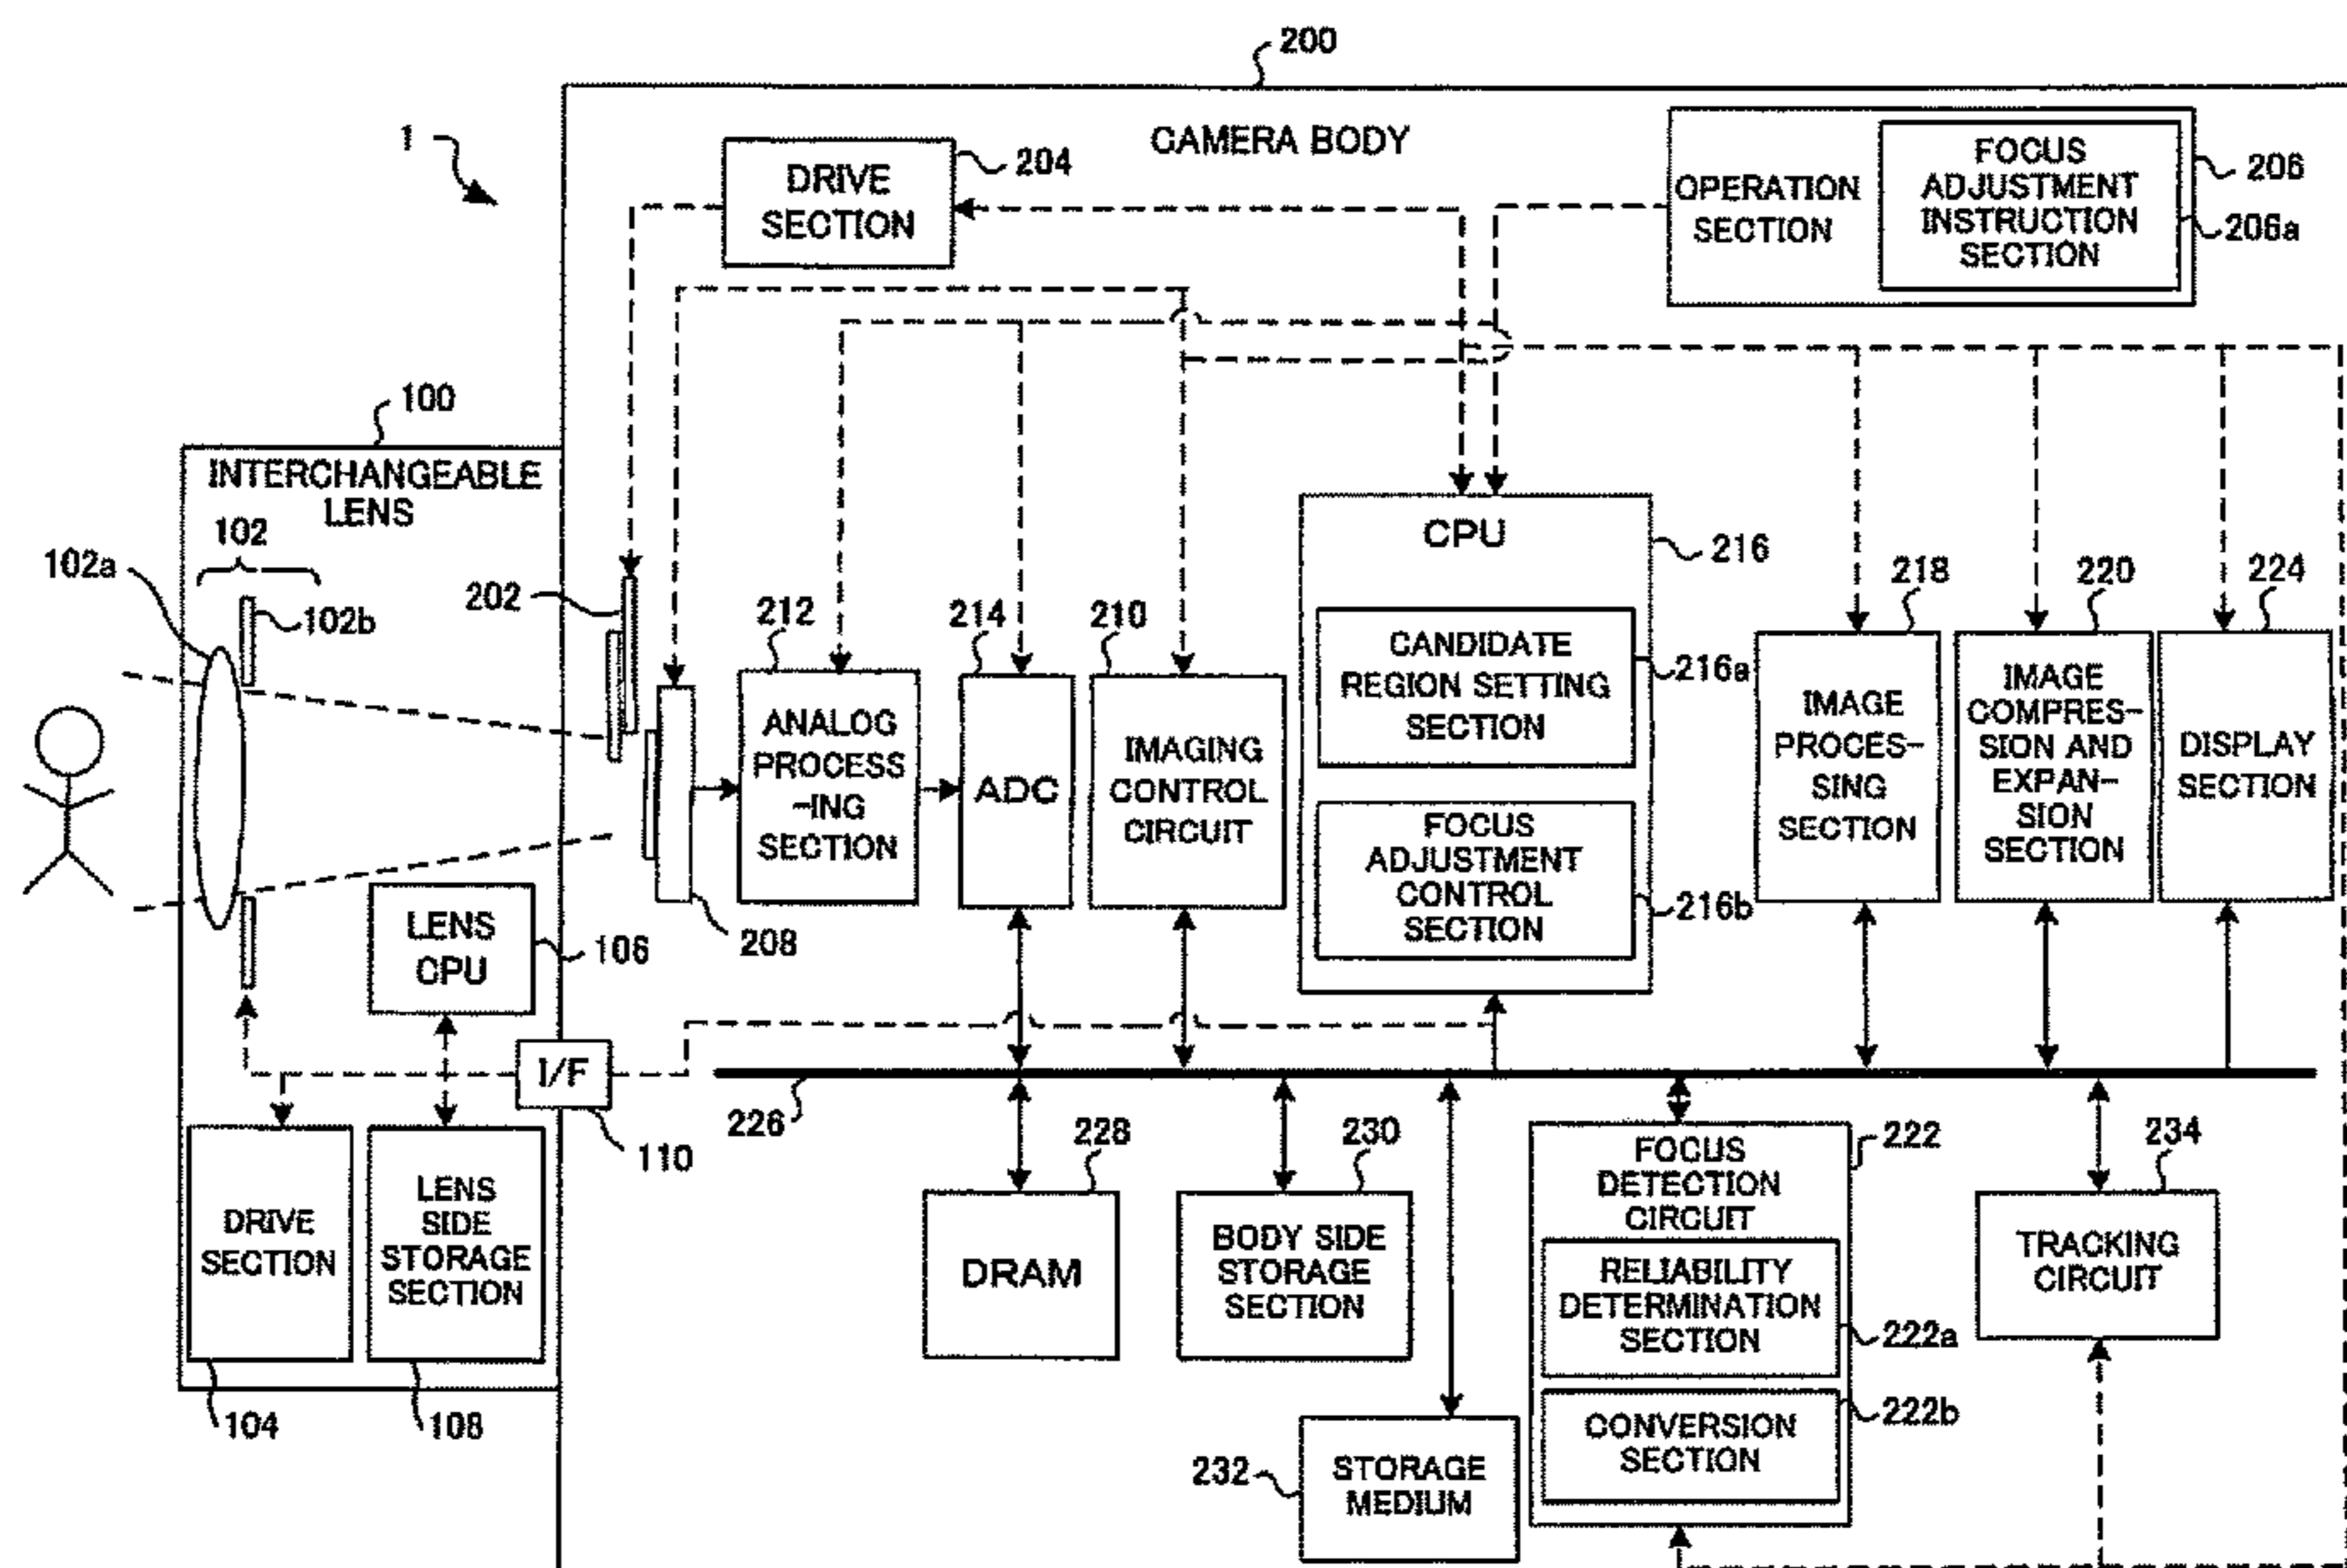 200
1
CAMERA BODY
DRIVE
SECTION
204
OPERATION
SECTION
FOCUS
ADJUSTMENT
INSTRUCTION
SECTION
206
206a
100
INTERCHANGEABLE
LENS
102
102a
102b
202
212
ANALOG
PROCESS
-ING
SECTION
208
214
ADC
210
IMAGING
CONTROL
CIRCUIT
CPU
216
CANDIDATE
REGION SETTING
SECTION
216a
FOCUS
ADJUSTMENT
CONTROL
SECTION
216b
218
IMAGE
PROCES-
SING
SECTION
220
IMAGE
COMPRES-
SION AND
EXPAN-
SION
SECTION
224
DISPLAY
SECTION
LENS
CPU
106
I/F
110
226
DRIVE
SECTION
104
LENS
SIDE
STORAGE
SECTION
108
228
DRAM
230
BODY SIDE
STORAGE
SECTION
232
STORAGE
MEDIUM
222
FOCUS
DETECTION
CIRCUIT
RELIABILITY
DETERMINATION
SECTION
222a
CONVERSION
SECTION
222b
234
TRACKING
CIRCUIT